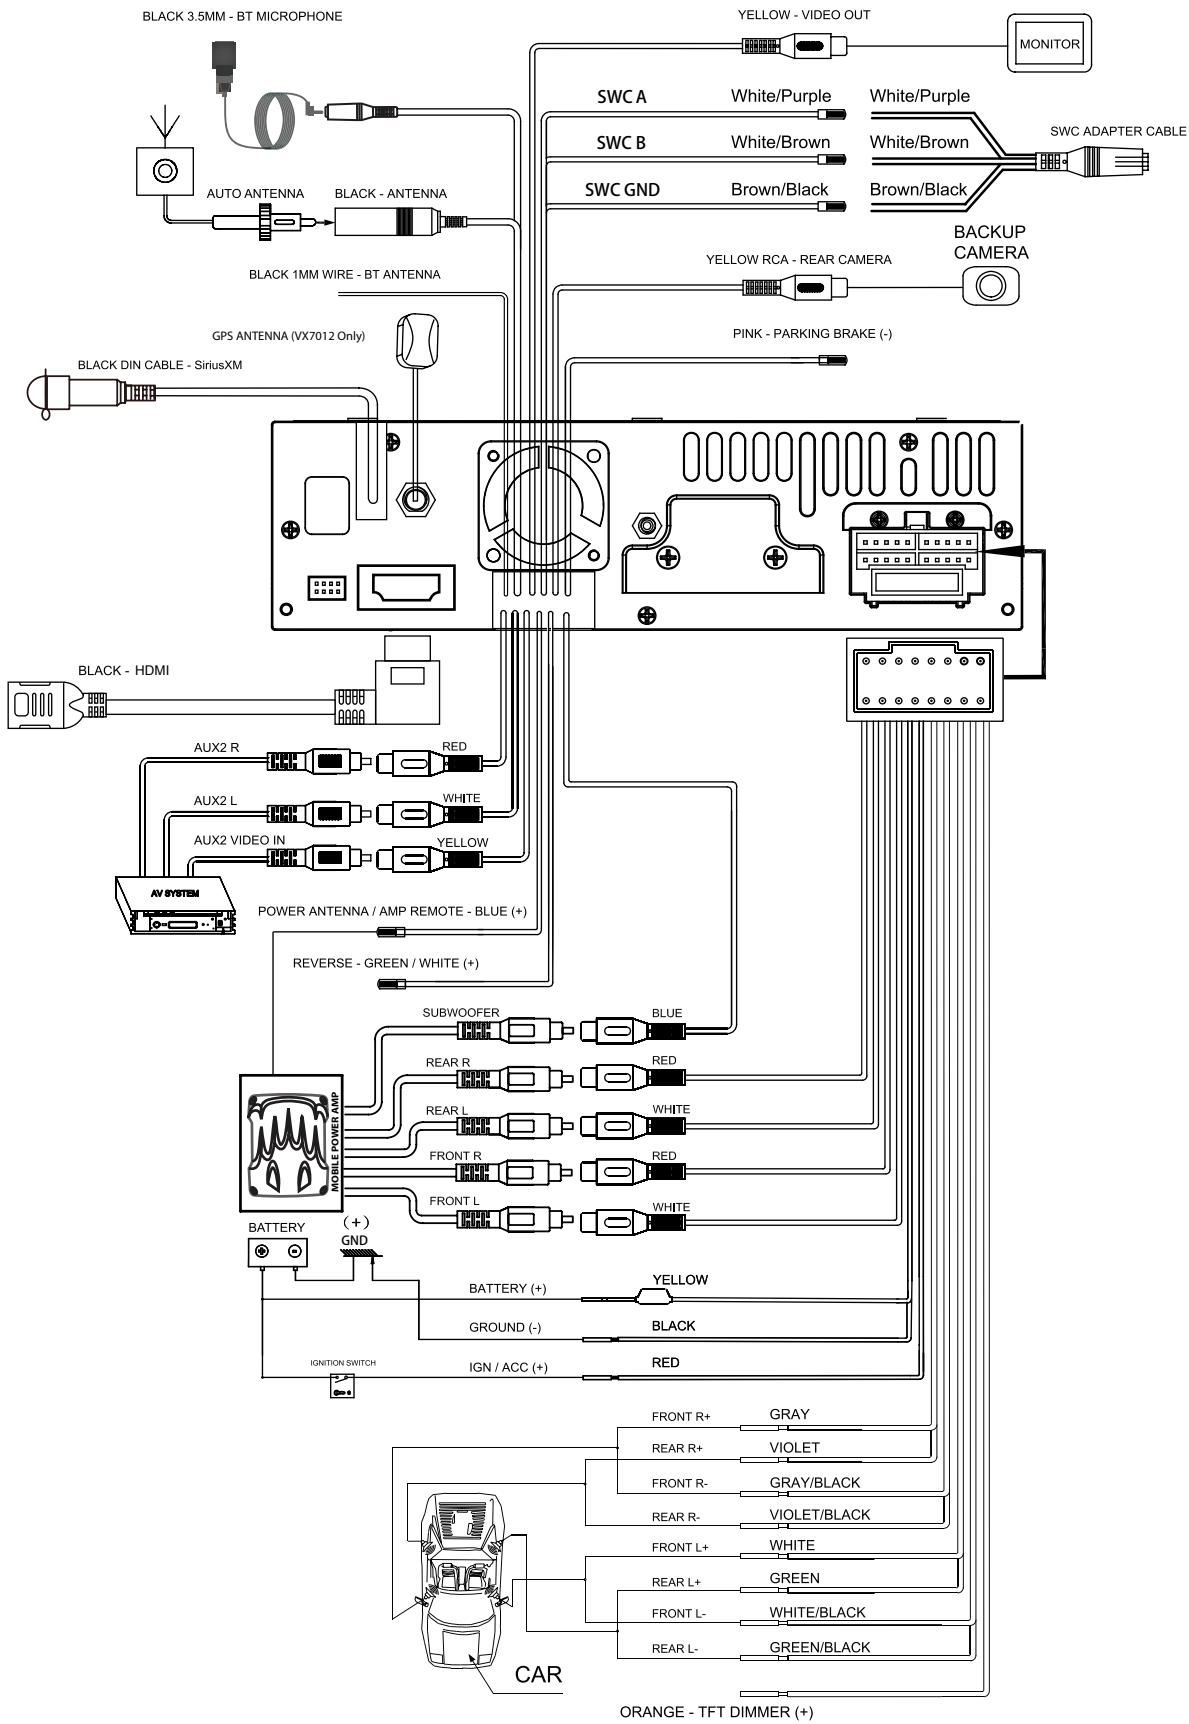 BLACK 3.5MM - BT MICROPHONE
YELLOW - VIDEO OUT
MONITOR
SWC A
White/Purple
White/Purple
SWC B
White/Brown
White/Brown
SWC ADAPTER CABLE
SWC GND
Brown/Black
Brown/Black
AUTO ANTENNA
BLACK - ANTENNA
BACKUP
CAMERA
YELLOW RCA - REAR CAMERA
BLACK 1MM WIRE - BT ANTENNA
GPS ANTENNA (VX7012 Only)
PINK - PARKING BRAKE (-)
BLACK DIN CABLE - SiriusXM
BLACK - HDMI
AUX2 R
RED
AUX2 L
WHITE
AUX2 VIDEO IN
YELLOW
AV SYSTEM
POWER ANTENNA / AMP REMOTE - BLUE (+)
REVERSE - GREEN / WHITE (+)
SUBWOOFER
BLUE
REAR R
RED
REAR L
WHITE
FRONT R
RED
FRONT L
WHITE
MOBILE POWER AMP
BATTERY
(+)
GND
BATTERY (+)
YELLOW
GROUND (-)
BLACK
IGNITION SWITCH
IGN / ACC (+)
RED
FRONT R+
GRAY
REAR R+
VIOLET
FRONT R-
GRAY/BLACK
REAR R-
VIOLET/BLACK
FRONT L+
WHITE
REAR L+
GREEN
FRONT L-
WHITE/BLACK
REAR L-
GREEN/BLACK
CAR
ORANGE - TFT DIMMER (+)